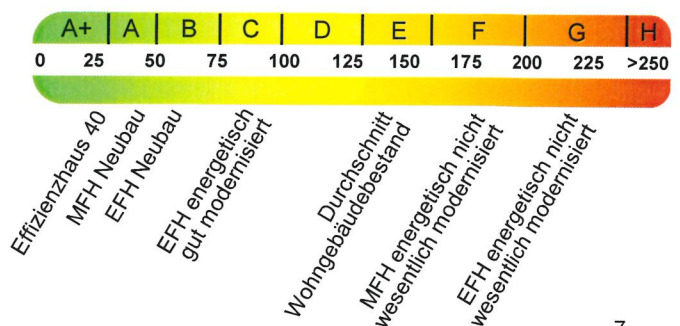 A+ A B C D E F G H
0 25 50 75 100 125 150 175 200 225 >250
Effizienzhaus 40
MFH Neubau
EFH Neubau
EFH energetisch
gut modernisiert
Durchschnitt
Wohngebäudebestand
MFH energetisch nicht
wesentlich modernisiert
EFH energetisch nicht
wesentlich modernisiert
7